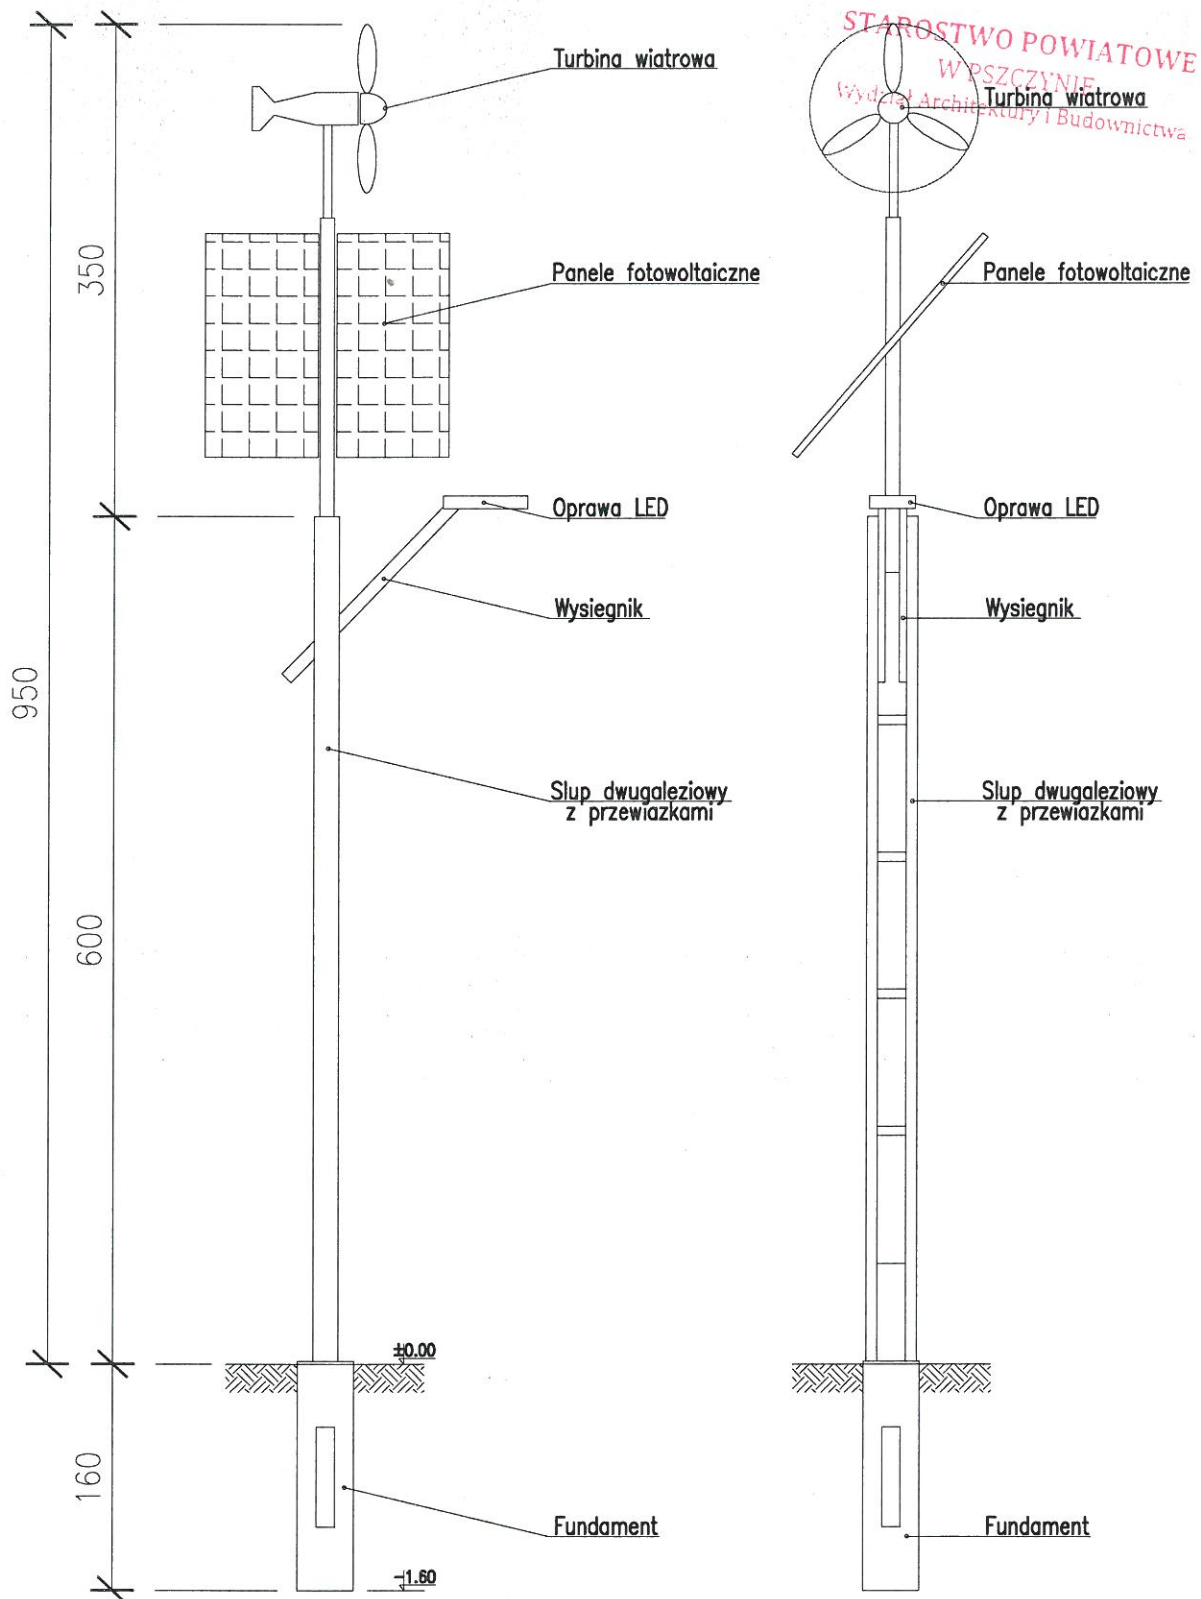 STAROSTWO POWIATOWE
W PSZCZYNIE
Wydział Architektury i Budownictwa
Turbina wiatrowa
Turbina wiatrowa
350
Panele fotowoltaiczne
Panele fotowoltaiczne
Oprawa LED
Oprawa LED
Wysiegnik
Wysiegnik
950
Slup dwugaleziowy
z przewiazkami
Slup dwugaleziowy
z przewiazkami
600
±0.00
160
Fundament
Fundament
-1.60